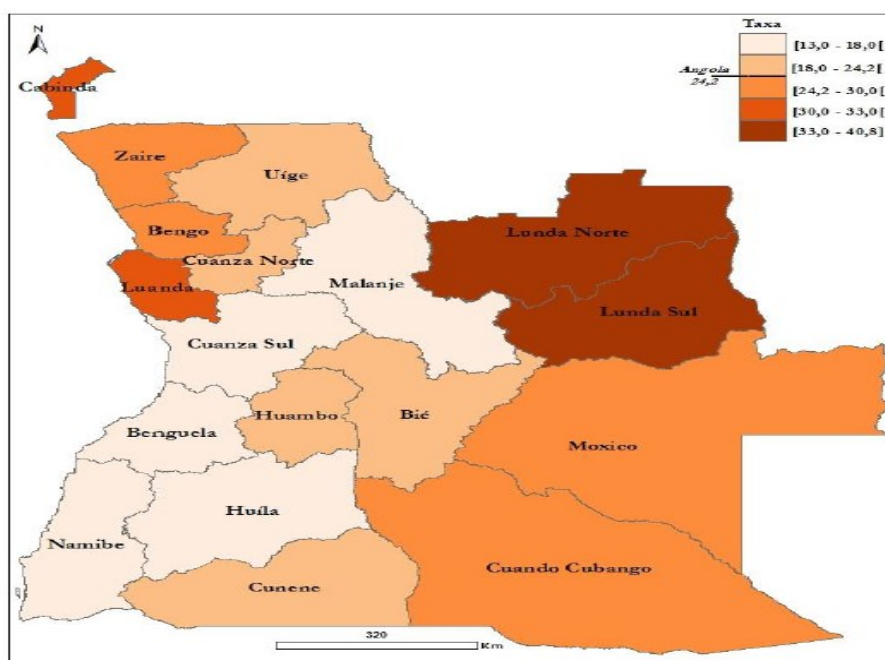 N
Taxa
[13,0 - 18,0[
[18,0 - 24,2[
Angola
24,2
[24,2 - 30,0[
[30,0 - 33,0[
[33,0 - 40,8]
Cabinda
Zaire
Uíge
Bengo
Lunda Norte
Cuanza Norte
Luanda
Malanje
Lunda Sul
Cuanza Sul
Huambo
Bié
Benguela
Moxico
Huíla
Namibe
Cuando Cubango
Cunene
320
Km